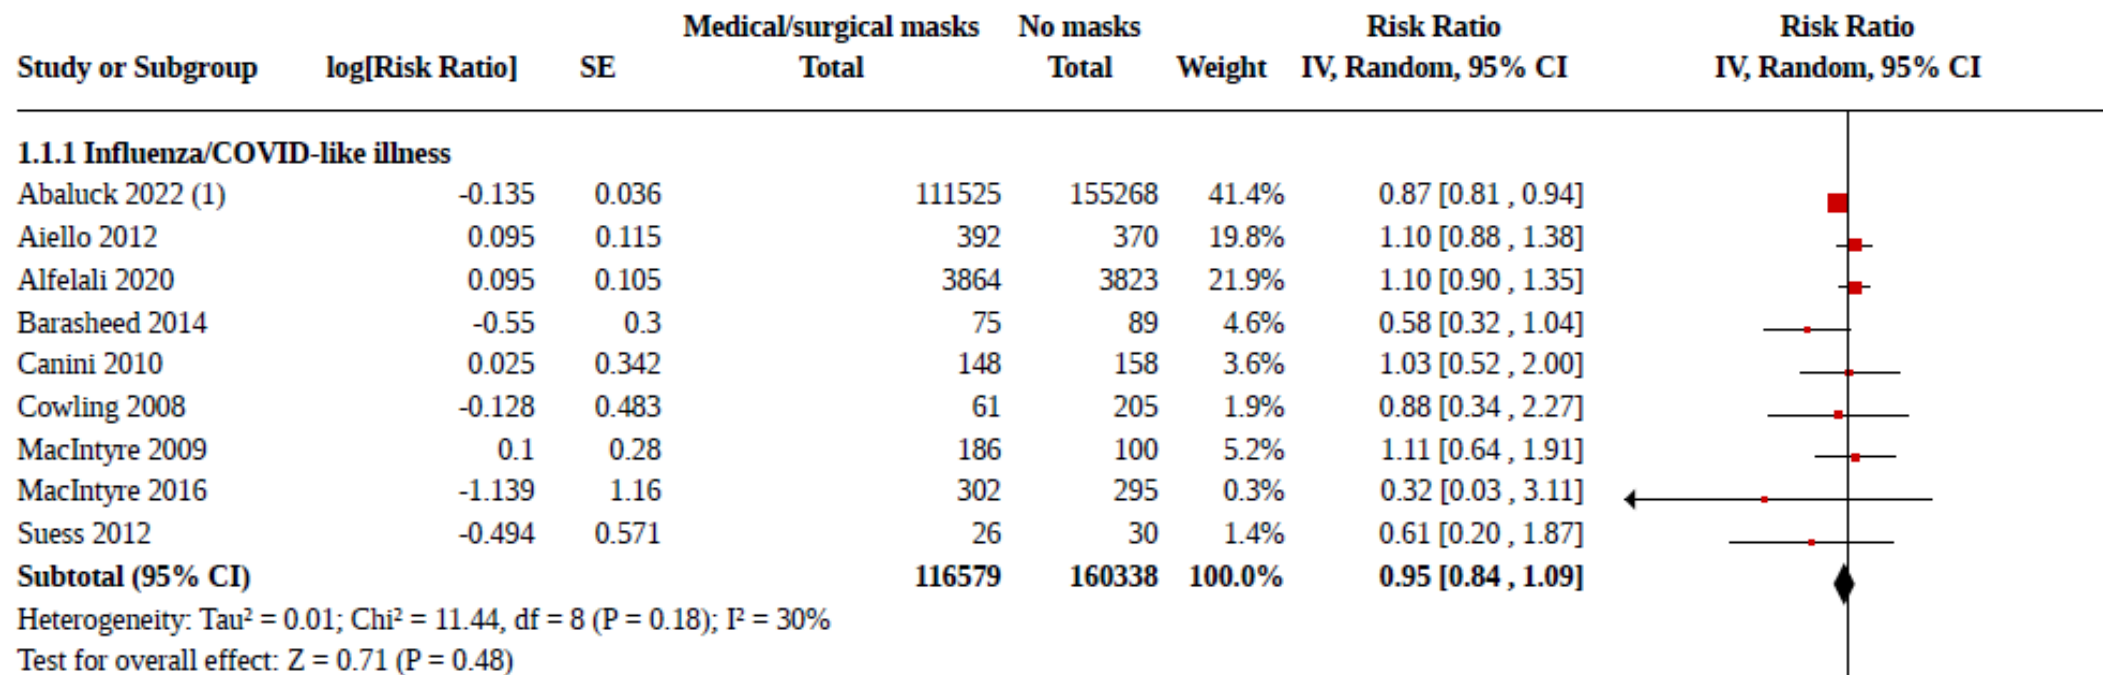 Medical/surgical masks No masks Risk Ratio Risk Ratio
Study or Subgroup log[Risk Ratio] SE Total Total Weight IV, Random, 95% CI IV, Random, 95% CI
1.1.1 Influenza/COVID-like illness
Abaluck 2022 (1) -0.135 0.036 111525 155268 41.4% 0.87 [0.81 , 0.94]
Aiello 2012 0.095 0.115 392 370 19.8% 1.10 [0.88 , 1.38]
Alfelali 2020 0.095 0.105 3864 3823 21.9% 1.10 [0.90 , 1.35]
Barasheed 2014 -0.55 0.3 75 89 4.6% 0.58 [0.32 , 1.04]
Canini 2010 0.025 0.342 148 158 3.6% 1.03 [0.52 , 2.00]
Cowling 2008 -0.128 0.483 61 205 1.9% 0.88 [0.34 , 2.27]
MacIntyre 2009 0.1 0.28 186 100 5.2% 1.11 [0.64 , 1.91]
MacIntyre 2016 -1.139 1.16 302 295 0.3% 0.32 [0.03 , 3.11]
Suess 2012 -0.494 0.571 26 30 1.4% 0.61 [0.20 , 1.87]
Subtotal (95% CI) 116579 160338 100.0% 0.95 [0.84 , 1.09]
Heterogeneity: Tau² = 0.01; Chi² = 11.44, df = 8 (P = 0.18); I² = 30%
Test for overall effect: Z = 0.71 (P = 0.48)